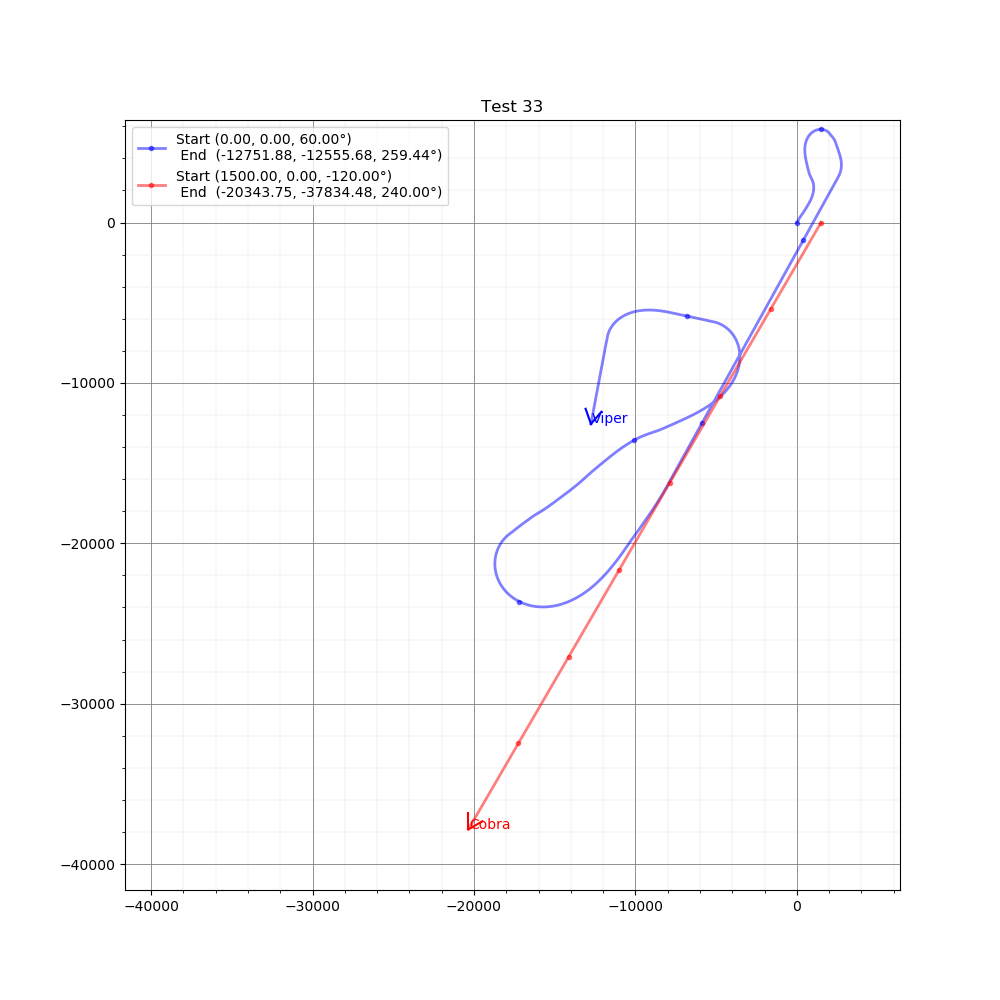 Test 33
Start (0.00, 0.00, 60.00°)
End (-12751.88, -12555.68, 259.44°)
Start (1500.00, 0.00, -120.00°)
End (-20343.75, -37834.48, 240.00°)
0
−10000
−20000
−30000
−40000
Viper
Cobra
−40000 −30000 −20000 −10000 0